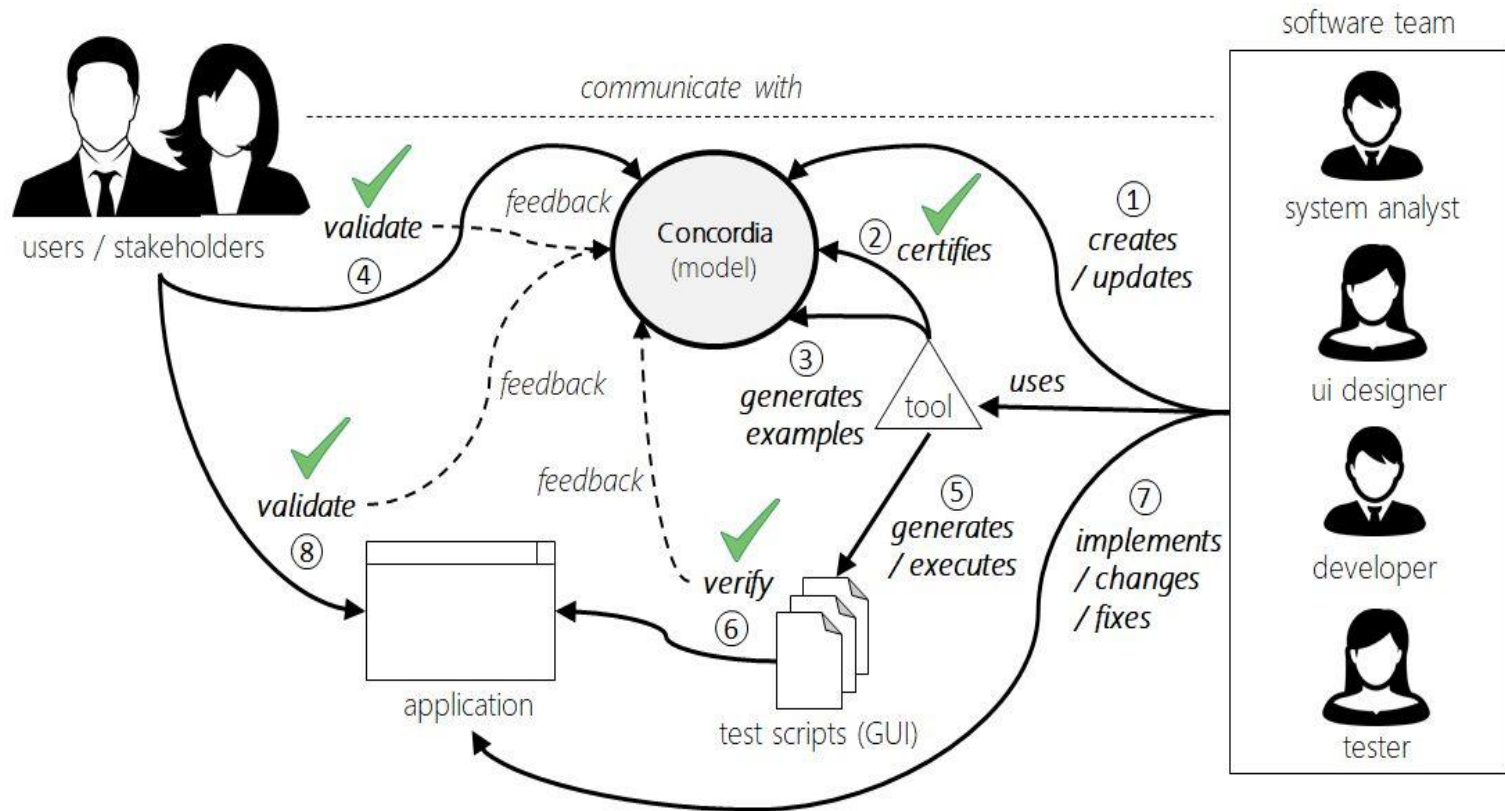 software team
communicate with
validate
feedback
④
users / stakeholders
Concordia
(model)
②
certifies
①
creates
/ updates
system analyst
③
generates
examples
tool
uses
ui designer
feedback
validate
⑧
feedback
verify
⑥
⑤
generates
/ executes
⑦
implements
/ changes
/ fixes
developer
application
test scripts (GUI)
tester